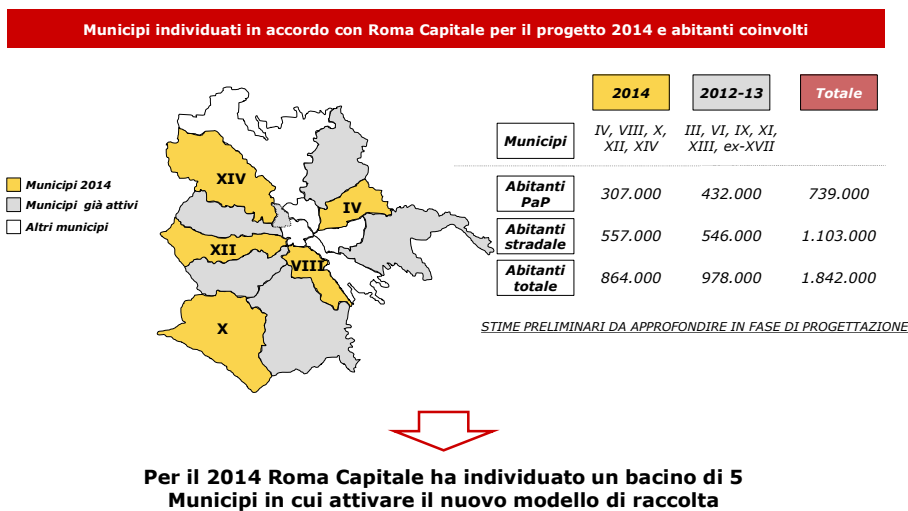 Municipi individuati in accordo con Roma Capitale per il progetto 2014 e abitanti coinvolti
2014
2012-13
Totale
Municipi
IV, VIII, X,
XII, XIV
III, VI, IX, XI,
XIII, ex-XVII
Abitanti
PaP
307.000
432.000
739.000
Abitanti
stradale
557.000
546.000
1.103.000
Abitanti
totale
864.000
978.000
1.842.000
STIME PRELIMINARI DA APPROFONDIRE IN FASE DI PROGETTAZIONE
Municipi 2014
Municipi già attivi
Altri municipi
XIV
IV
XII
VIII
X
Per il 2014 Roma Capitale ha individuato un bacino di 5
Municipi in cui attivare il nuovo modello di raccolta